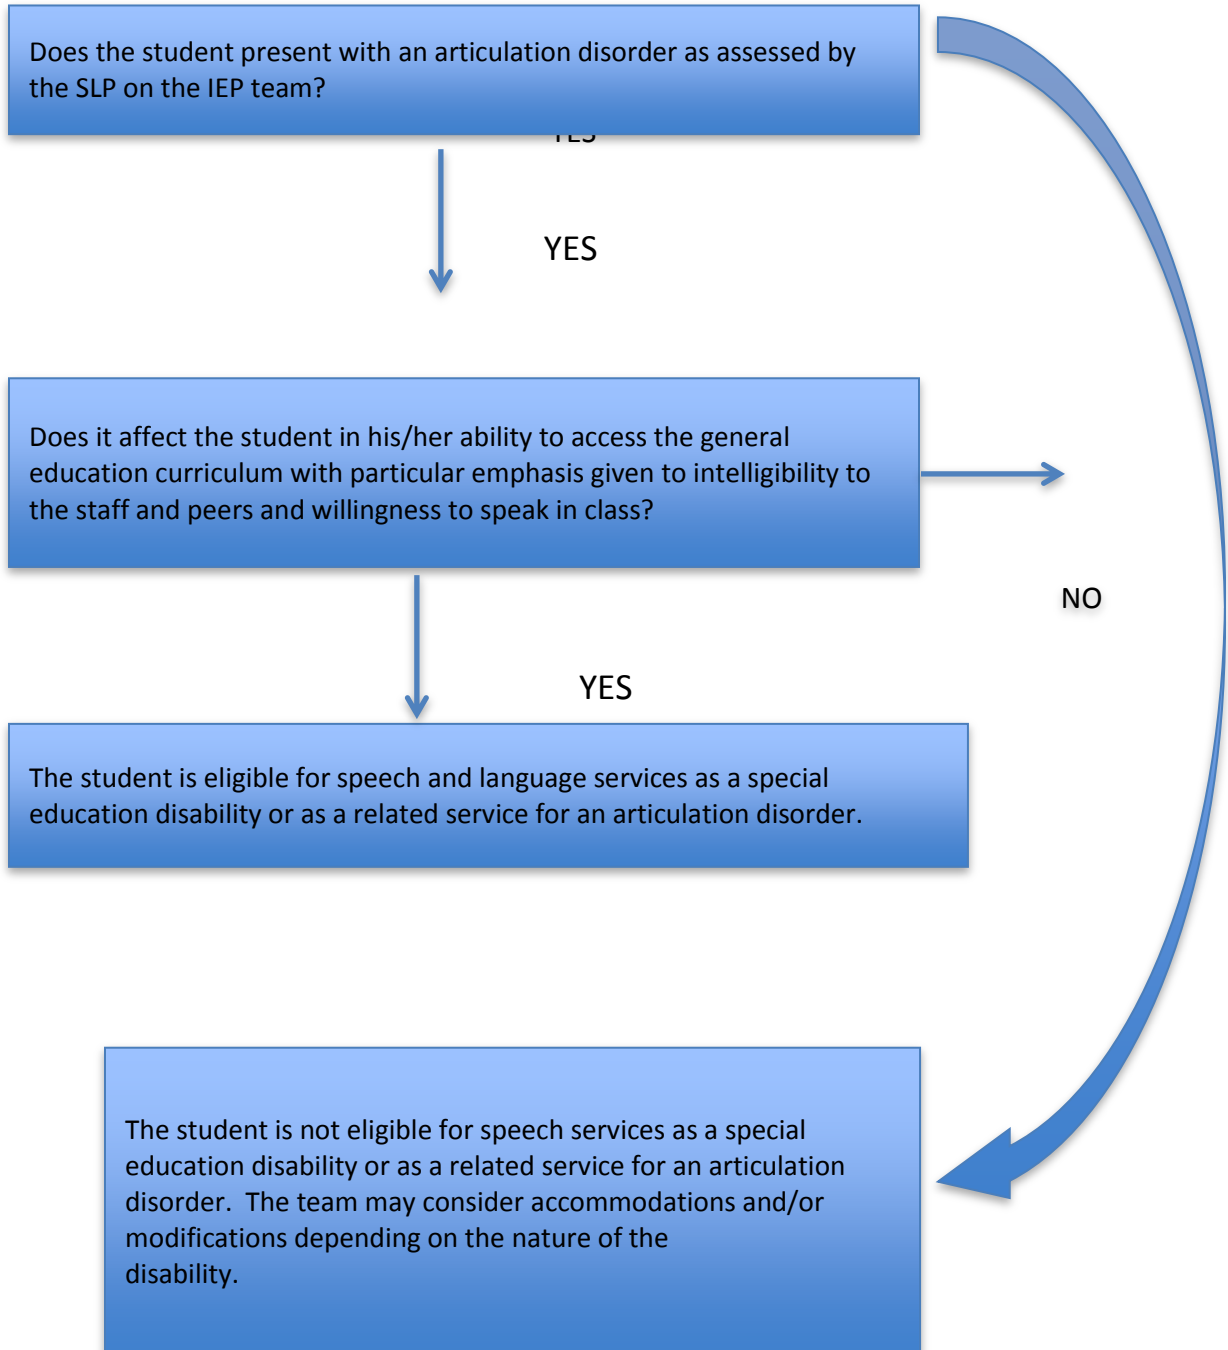 Does the student present with an articulation disorder as assessed by
the SLP on the IEP team?
YES
YES
Does it affect the student in his/her ability to access the general
education curriculum with particular emphasis given to intelligibility to
the staff and peers and willingness to speak in class?
NO
YES
The student is eligible for speech and language services as a special
education disability or as a related service for an articulation disorder.
The student is not eligible for speech services as a special
education disability or as a related service for an articulation
disorder.  The team may consider accommodations and/or
modifications depending on the nature of the
disability.